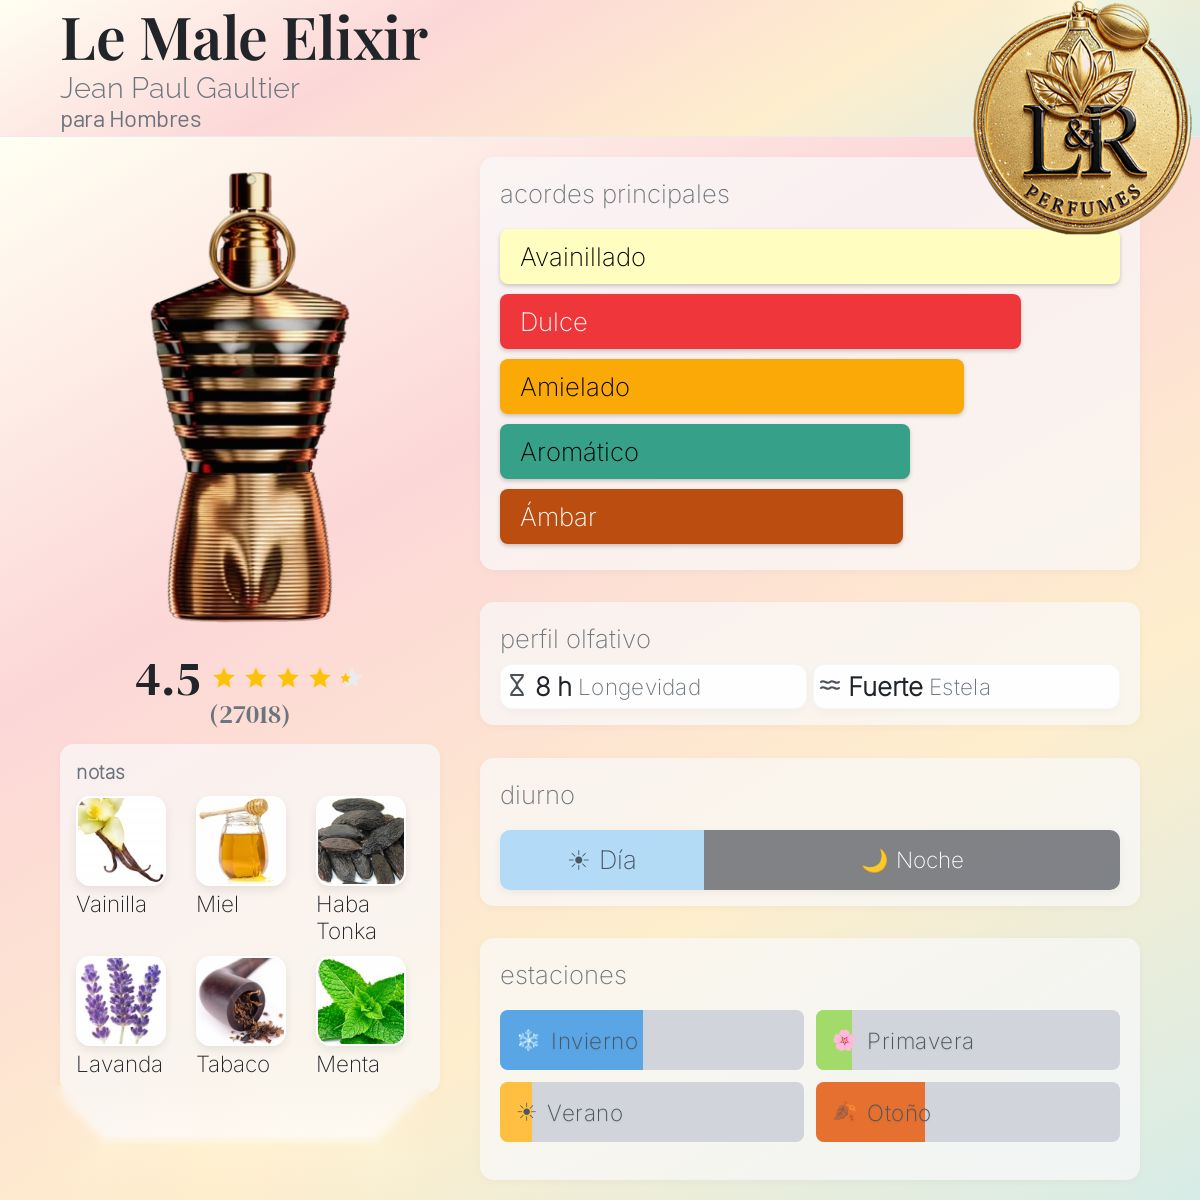 Le Male Elixir
Jean Paul Gaultier
para Hombres
L&R
PERFUMES
4.5
(27018)
notas
Vainilla
Miel
Haba
Tonka
Lavanda
Tabaco
Menta
acordes principales
Avainillado
Dulce
Amielado
Aromático
Ámbar
perfil olfativo
8 h Longevidad
Fuerte Estela
diurno
Día
Noche
estaciones
Invierno
Primavera
Verano
Otoño